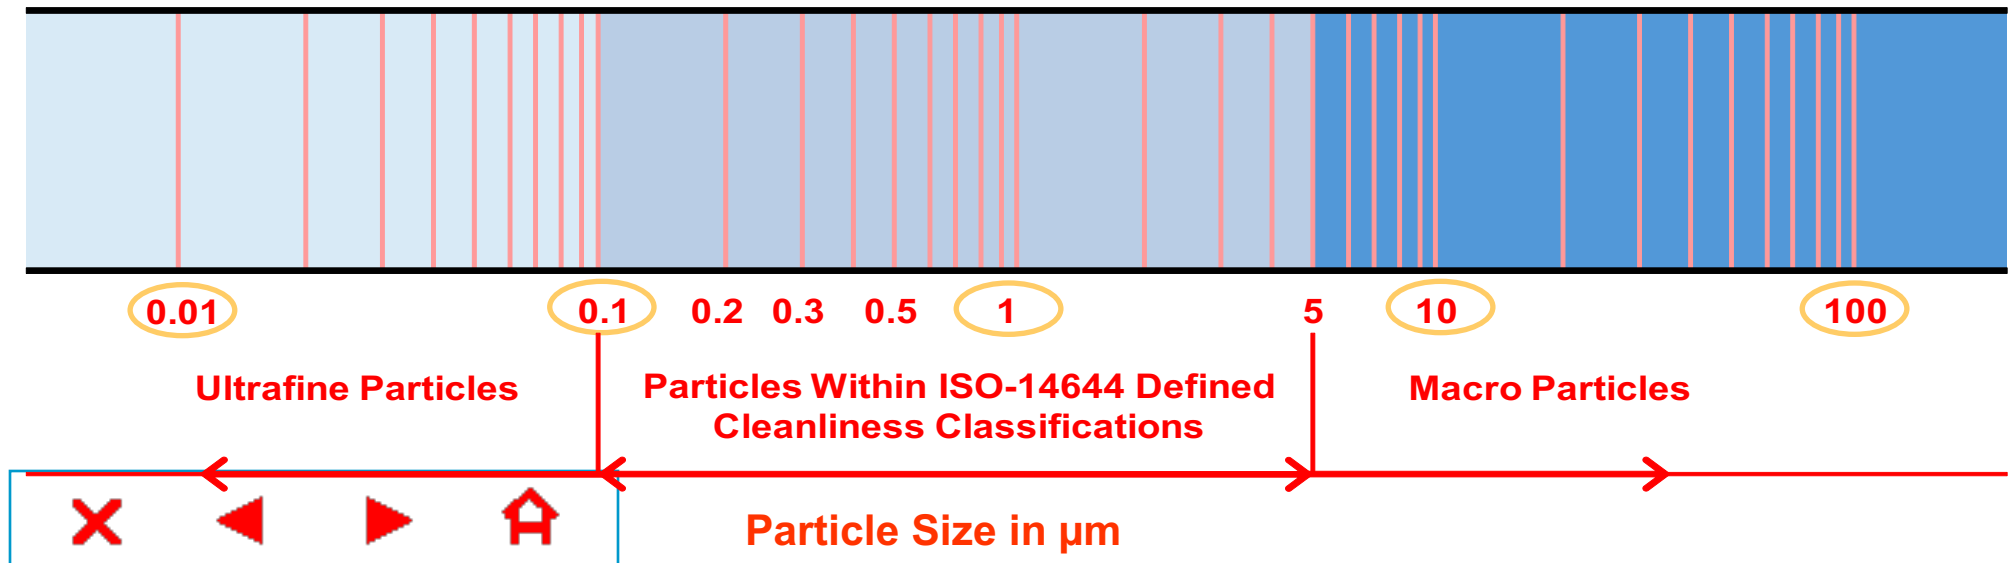 0.01 0.1 0.2 0.3 0.5 1 5 10 100
Ultrafine Particles
Particles Within ISO-14644 Defined
Cleanliness Classifications
Macro Particles
Particle Size in µm